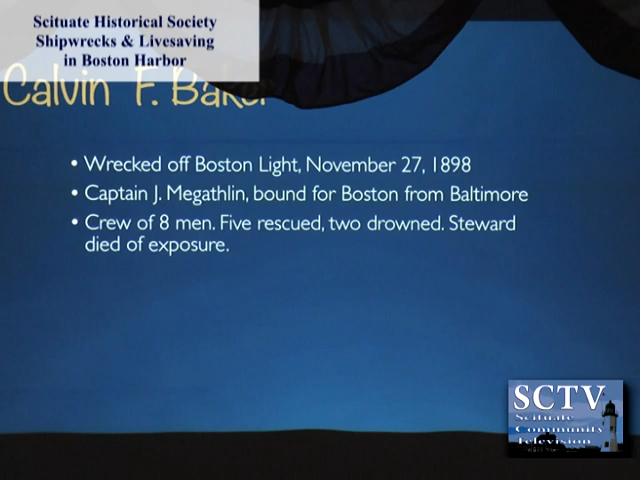 Scituate Historical Society
Shipwrecks & Livesaving
in Boston Harbor
Calvin F. Baker
• Wrecked off Boston Light, November 27, 1898
• Captain J. Megathlin, bound for Boston from Baltimore
• Crew of 8 men. Five rescued, two drowned. Steward
died of exposure.
SCTV
Scituate
Community
Television